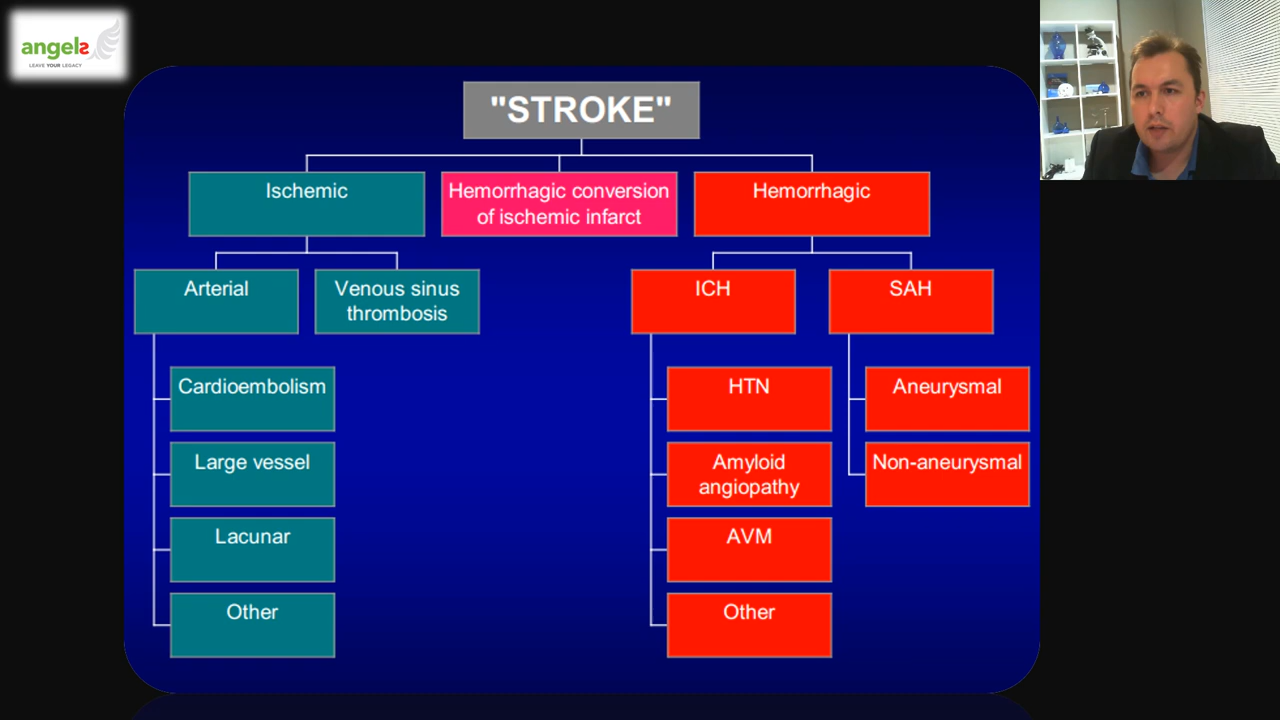 angels
LEAVE YOUR LEGACY
"STROKE"
Ischemic
Hemorrhagic conversion
of ischemic infarct
Hemorrhagic
Arterial
Venous sinus
thrombosis
ICH
SAH
Cardioembolism
Large vessel
Lacunar
Other
HTN
Amyloid
angiopathy
AVM
Other
Aneurysmal
Non-aneurysmal